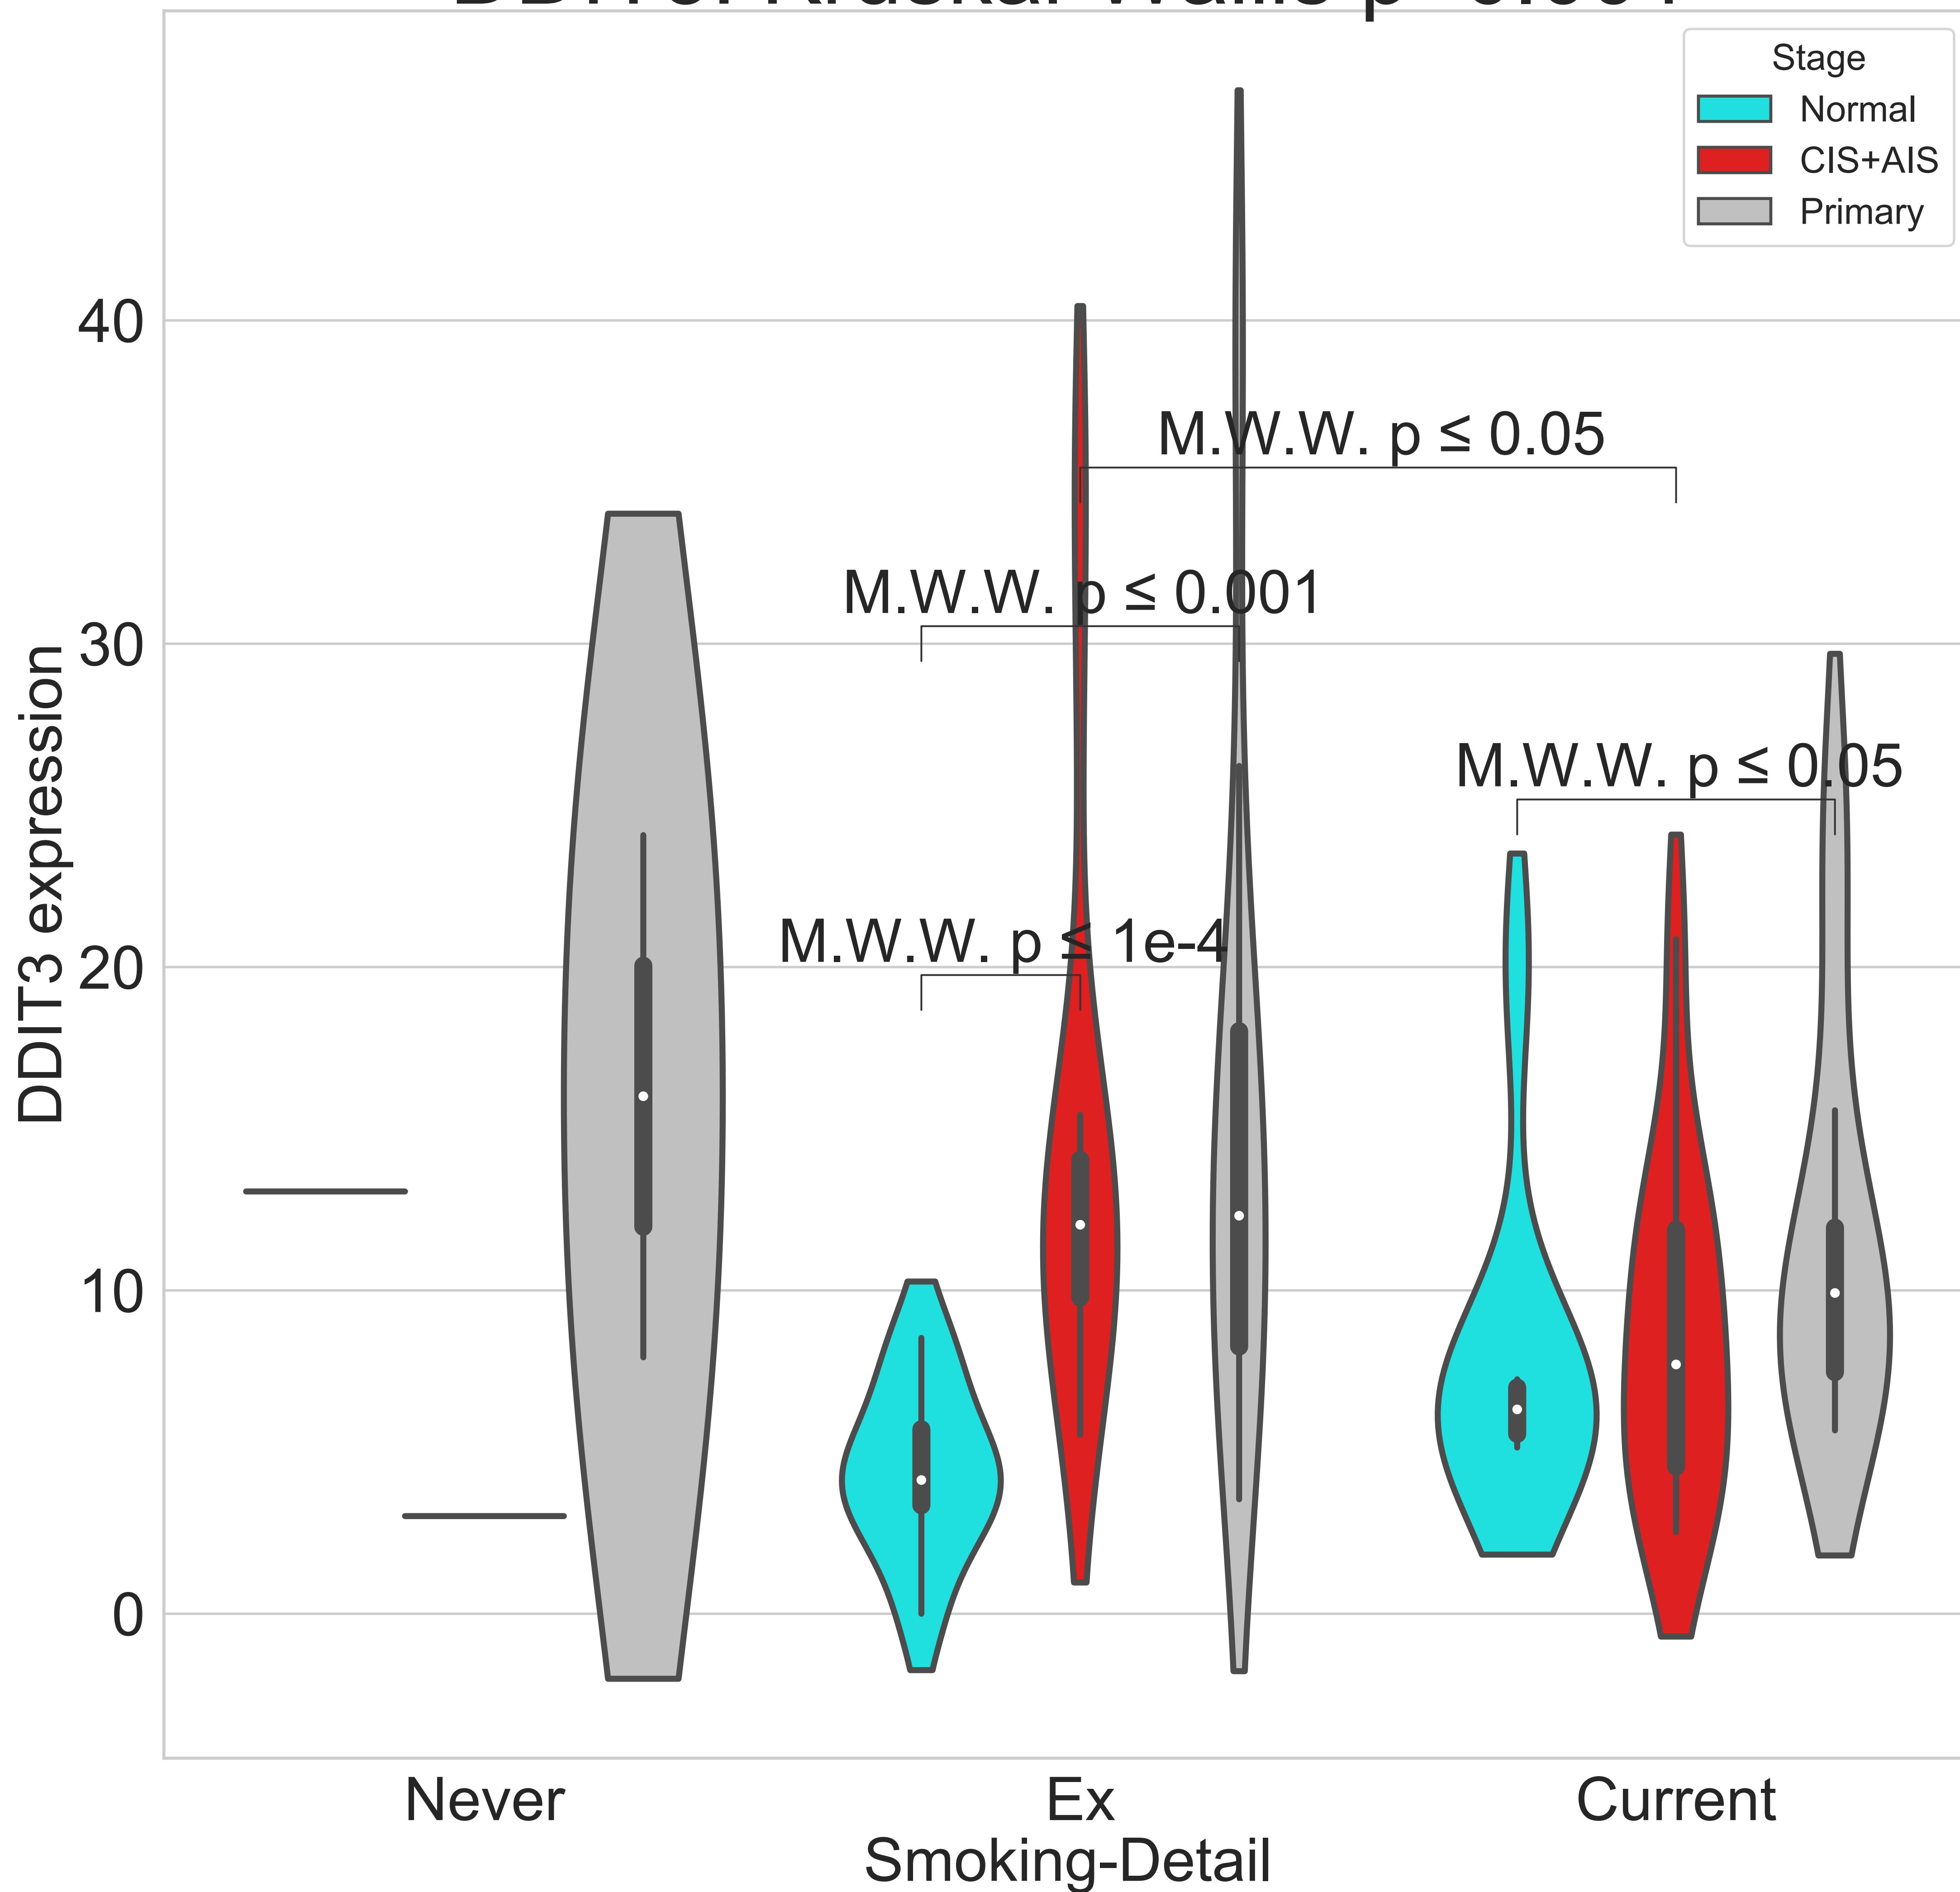 Stage
Normal
CIS+AIS
Primary
40
M.W.W. p ≤ 0.05
M.W.W. p ≤ 0.001
30
M.W.W. p ≤ 0.05
M.W.W. p ≤ 1e-4
20
10
0
DDIT3 expression
Never
Ex
Current
Smoking-Detail